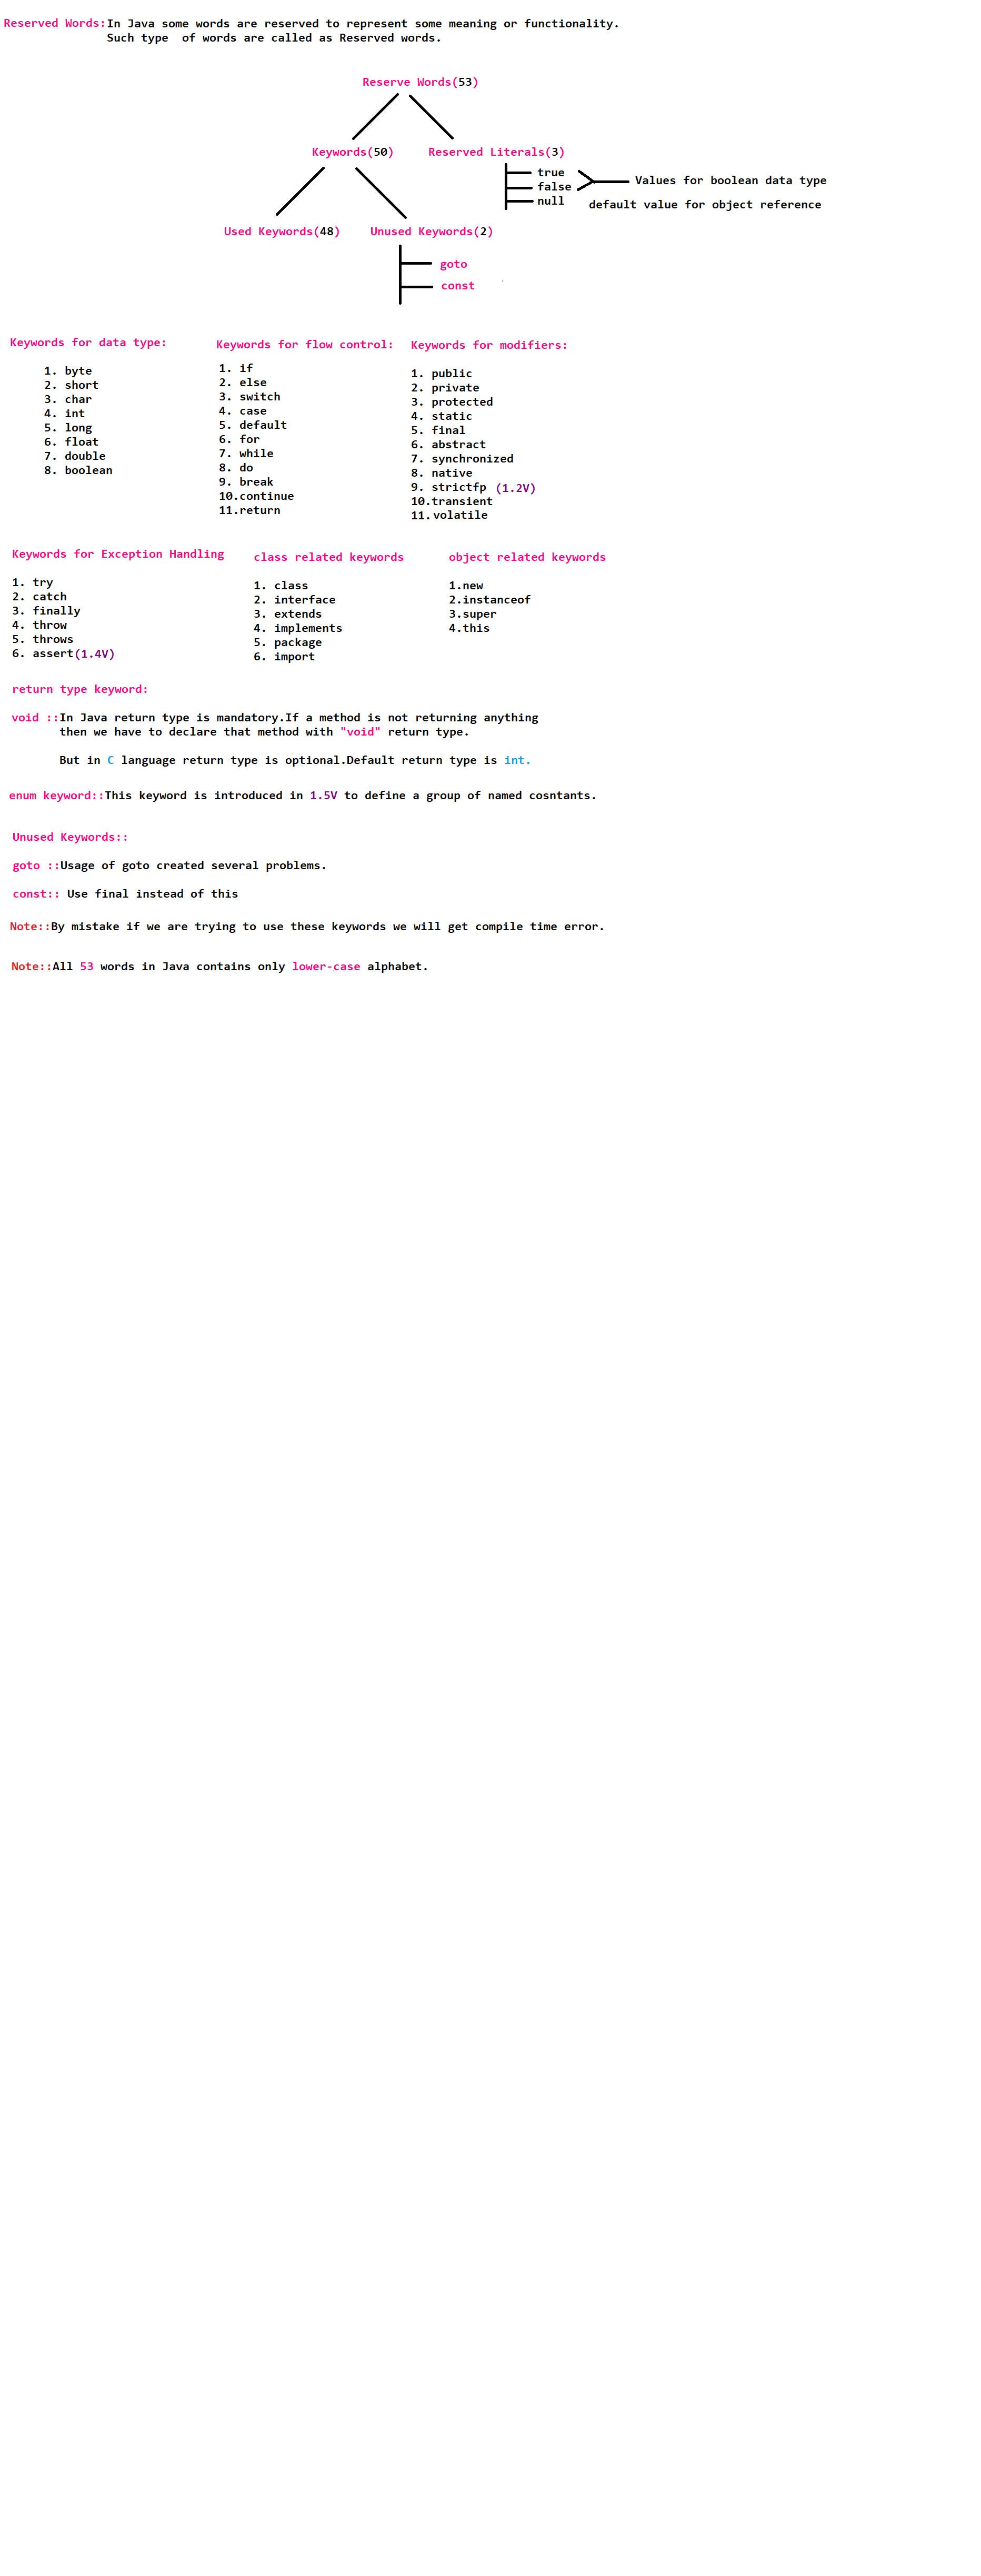 Reserved Words:In Java some words are reserved to represent some meaning or functionality.
Such type  of words are called as Reserved words.
Reserve Words(53)
Keywords(50)
Reserved Literals(3)
true
false
null
Values for boolean data type
default value for object reference
Used Keywords(48)
Unused Keywords(2)
goto
const
Keywords for data type:
1. byte
2. short
3. char
4. int
5. long
6. float
7. double
8. boolean
Keywords for flow control:
1. if
2. else
3. switch
4. case
5. default
6. for
7. while
8. do
9. break
10.continue
11.return
Keywords for modifiers:
1. public
2. private
3. protected
4. static
5. final
6. abstract
7. synchronized
8. native
9. strictfp (1.2V)
10.transient
11.volatile
Keywords for Exception Handling
1. try
2. catch
3. finally
4. throw
5. throws
6. assert(1.4V)
class related keywords
1. class
2. interface
3. extends
4. implements
5. package
6. import
object related keywords
1.new
2.instanceof
3.super
4.this
return type keyword:
void ::In Java return type is mandatory.If a method is not returning anything
then we have to declare that method with "void" return type.
But in C language return type is optional.Default return type is int.
enum keyword::This keyword is introduced in 1.5V to define a group of named cosntants.
Unused Keywords::
goto ::Usage of goto created several problems.
const:: Use final instead of this
Note::By mistake if we are trying to use these keywords we will get compile time error.
Note::All 53 words in Java contains only lower-case alphabet.